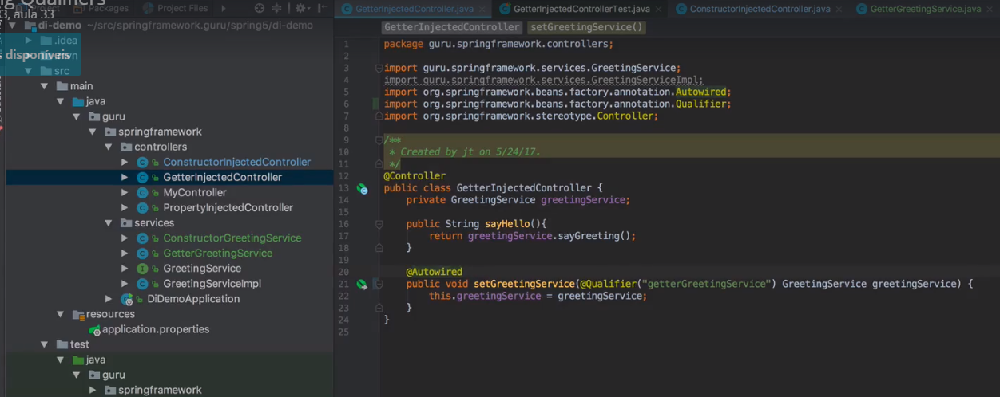 ng Qualifiers
33, aula 33
s disponíveis
Packages
Project Files
di-demo ~/src/springframework.guru/spring5/di-demo
.idea
src
main
java
guru
springframework
controllers
ConstructorInjectedController
GetterInjectedController
MyController
PropertyInjectedController
services
ConstructorGreetingService
GetterGreetingService
GreetingService
GreetingServiceImpl
DiDemoApplication
resources
application.properties
test
java
guru
springframework
GetterInjectedController.java
GetterInjectedControllerTest.java
ConstructorInjectedController.java
GetterGreetingService.java
GetterInjectedController
setGreetingService()
1 package guru.springframework.controllers;
2
3 import guru.springframework.services.GreetingService;
4 import guru.springframework.services.GreetingServiceImpl;
5 import org.springframework.beans.factory.annotation.Autowired;
6 import org.springframework.beans.factory.annotation.Qualifier;
7 import org.springframework.stereotype.Controller;
8
9 /**
10 * Created by jt on 5/24/17.
11 */
12 @Controller
13 public class GetterInjectedController {
14 private GreetingService greetingService;
15
16 public String sayHello(){
17 return greetingService.sayGreeting();
18 }
19
20 @Autowired
21 public void setGreetingService(@Qualifier("getterGreetingService") GreetingService greetingService) {
22 this.greetingService = greetingService;
23 }
24 }
25